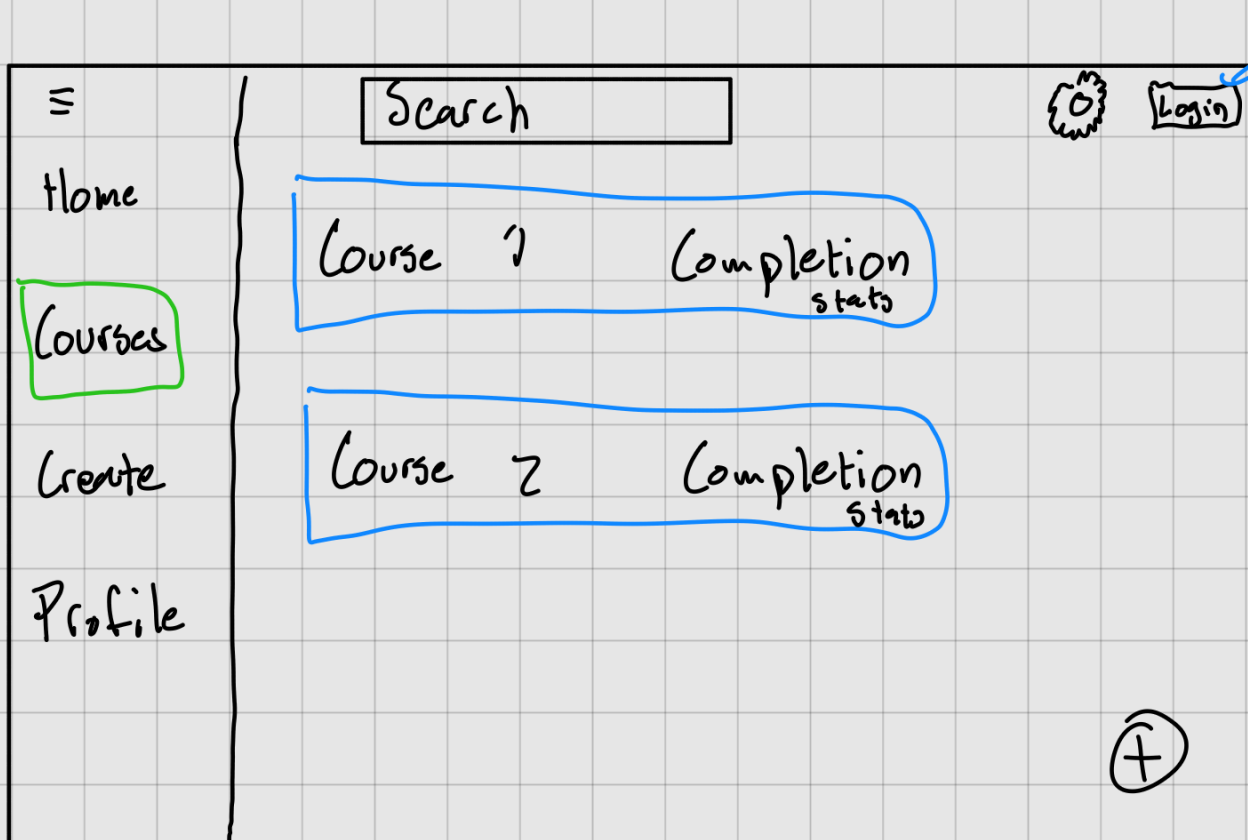 Search
Login
Home
Courses
Create
Profile
Course 1 Completion
stats
Course 2 Completion
stats
+